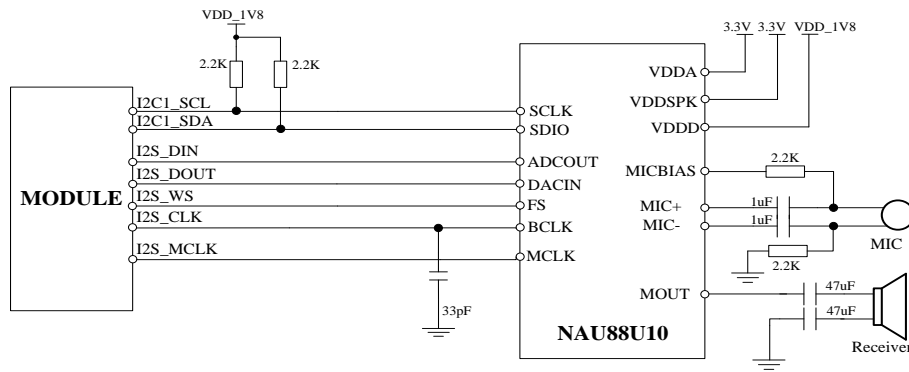 VDD_1V8
2.2K
2.2K
3.3V
3.3V
VDD_1V8
MODULE
I2C1_SCL
I2C1_SDA
I2S_DIN
I2S_DOUT
I2S_WS
I2S_CLK
I2S_MCLK
33pF
SCLK
SDIO
ADCOUT
DACIN
FS
BCLK
MCLK
VDDA
VDDSPK
VDDD
MICBIAS
MIC+
MIC-
MOUT
NAU88U10
2.2K
1uF
1uF
MIC
2.2K
47uF
47uF
Receiver